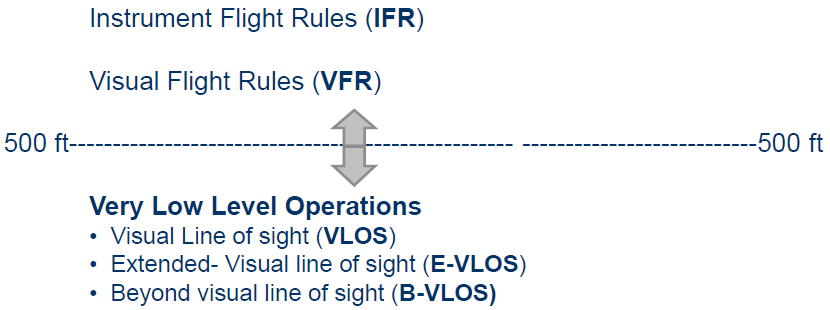 Instrument Flight Rules (IFR)
Visual Flight Rules (VFR)
500 ft------------------------------------------------- --------------------------500 ft
Very Low Level Operations
• Visual Line of sight (VLOS)
• Extended- Visual line of sight (E-VLOS)
• Beyond visual line of sight (B-VLOS)